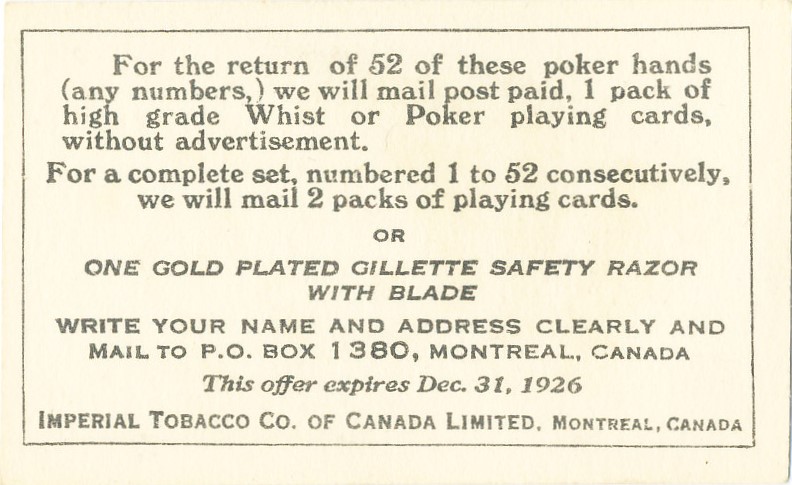 For the return of 52 of these poker hands
(any numbers,) we will mail post paid, 1 pack of
high grade Whist or Poker playing cards,
without advertisement.
For a complete set, numbered 1 to 52 consecutively,
we will mail 2 packs of playing cards.
OR
ONE GOLD PLATED GILLETTE SAFETY RAZOR
WITH BLADE
WRITE YOUR NAME AND ADDRESS CLEARLY AND
MAIL TO P.O. BOX 1380, MONTREAL, CANADA
This offer expires Dec. 31, 1926
IMPERIAL TOBACCO CO. OF CANADA LIMITED, MONTREAL, CANADA